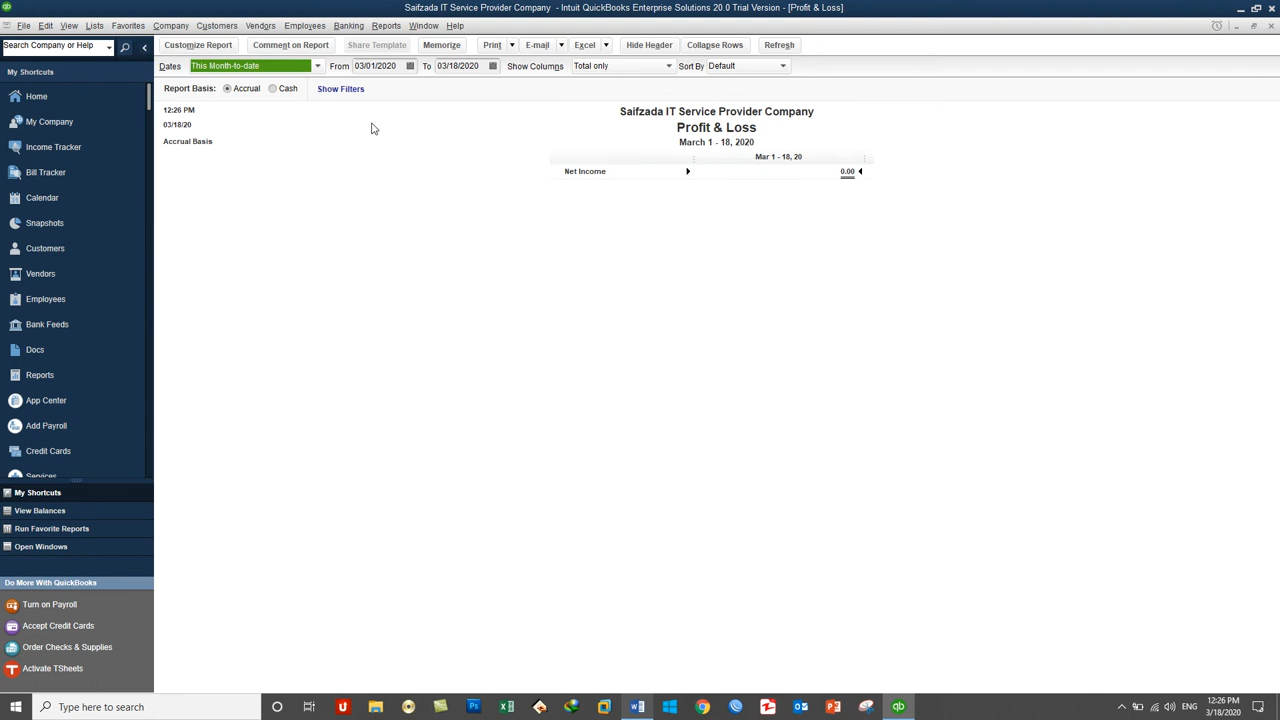 Saifzada IT Service Provider Company - Intuit QuickBooks Enterprise Solutions 20.0 Trial Version - [Profit & Loss]
File Edit View Lists Favorites Company Customers Vendors Employees Banking Reports Window Help
Search Company or Help
My Shortcuts
Home
My Company
Income Tracker
Bill Tracker
Calendar
Snapshots
Customers
Vendors
Employees
Bank Feeds
Docs
Reports
App Center
Add Payroll
Credit Cards
Services
My Shortcuts
View Balances
Run Favorite Reports
Open Windows
Do More With QuickBooks
Turn on Payroll
Accept Credit Cards
Order Checks & Supplies
Activate TSheets
Customize Report Comment on Report Share Template Memorize Print E-mail Excel Hide Header Collapse Rows Refresh
Dates This Month-to-date From 03/01/2020 To 03/18/2020 Show Columns Total only Sort By Default
Report Basis: Accrual Cash Show Filters
12:26 PM
03/18/20
Accrual Basis
Saifzada IT Service Provider Company
Profit & Loss
March 1 - 18, 2020
Mar 1 - 18, 20
Net Income 0.00
Type here to search
12:26 PM
3/18/2020